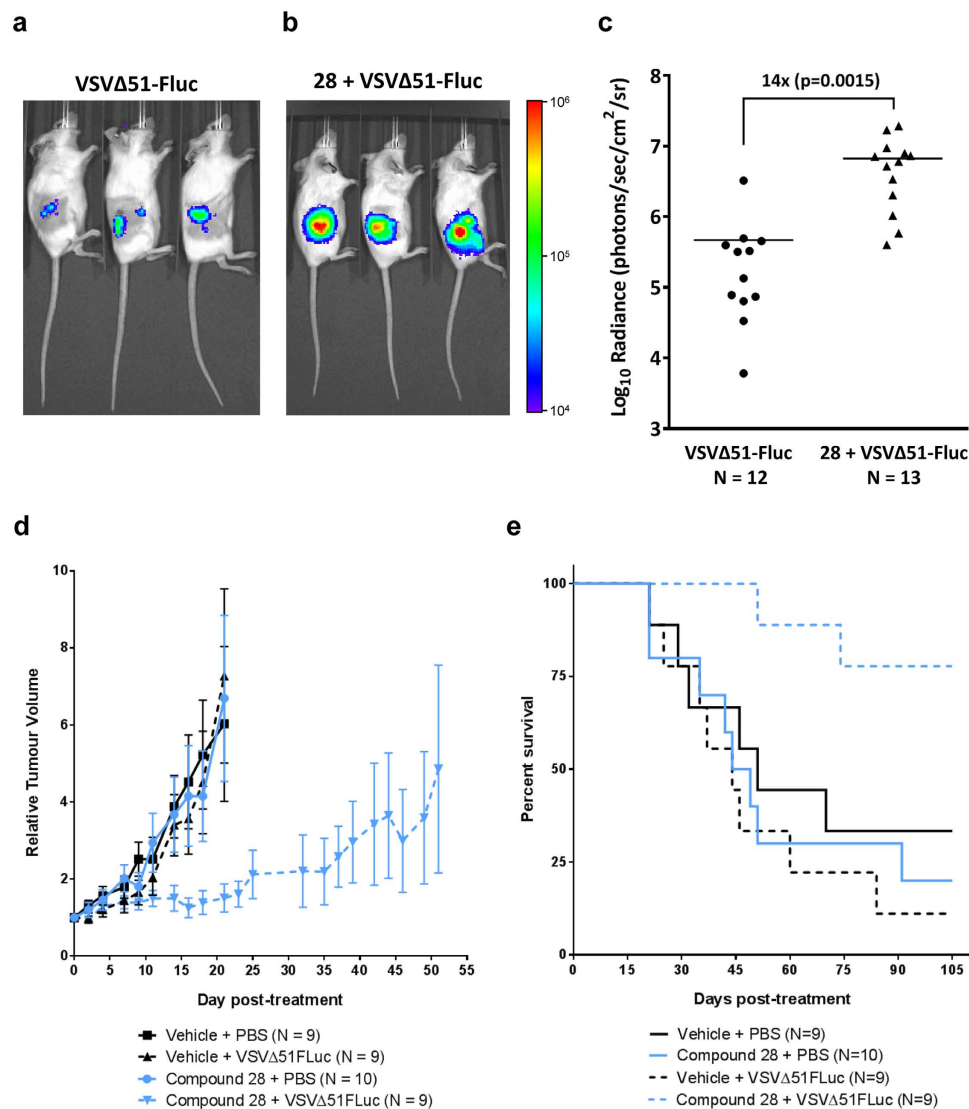 a
b
c
VSVΔ51-Fluc
28 + VSVΔ51-Fluc
10⁶
10⁵
10⁴
Log₁₀ Radiance (photons/sec/cm²/sr)
8
7
6
5
4
3
14x (p=0.0015)
VSVΔ51-Fluc
N = 12
28 + VSVΔ51-Fluc
N = 13
d
e
Relative Tumour Volume
10
8
6
4
2
0
0 5 10 15 20 25 30 35 40 45 50 55
Day post-treatment
Vehicle + PBS (N = 9)
Vehicle + VSVΔ51FLuc (N = 9)
Compound 28 + PBS (N = 10)
Compound 28 + VSVΔ51FLuc (N = 9)
Percent survival
100
75
50
25
0
0 15 30 45 60 75 90 105
Days post-treatment
Vehicle + PBS (N=9)
Compound 28 + PBS (N=10)
Vehicle + VSVΔ51FLuc (N=9)
Compound 28 + VSVΔ51FLuc (N=9)